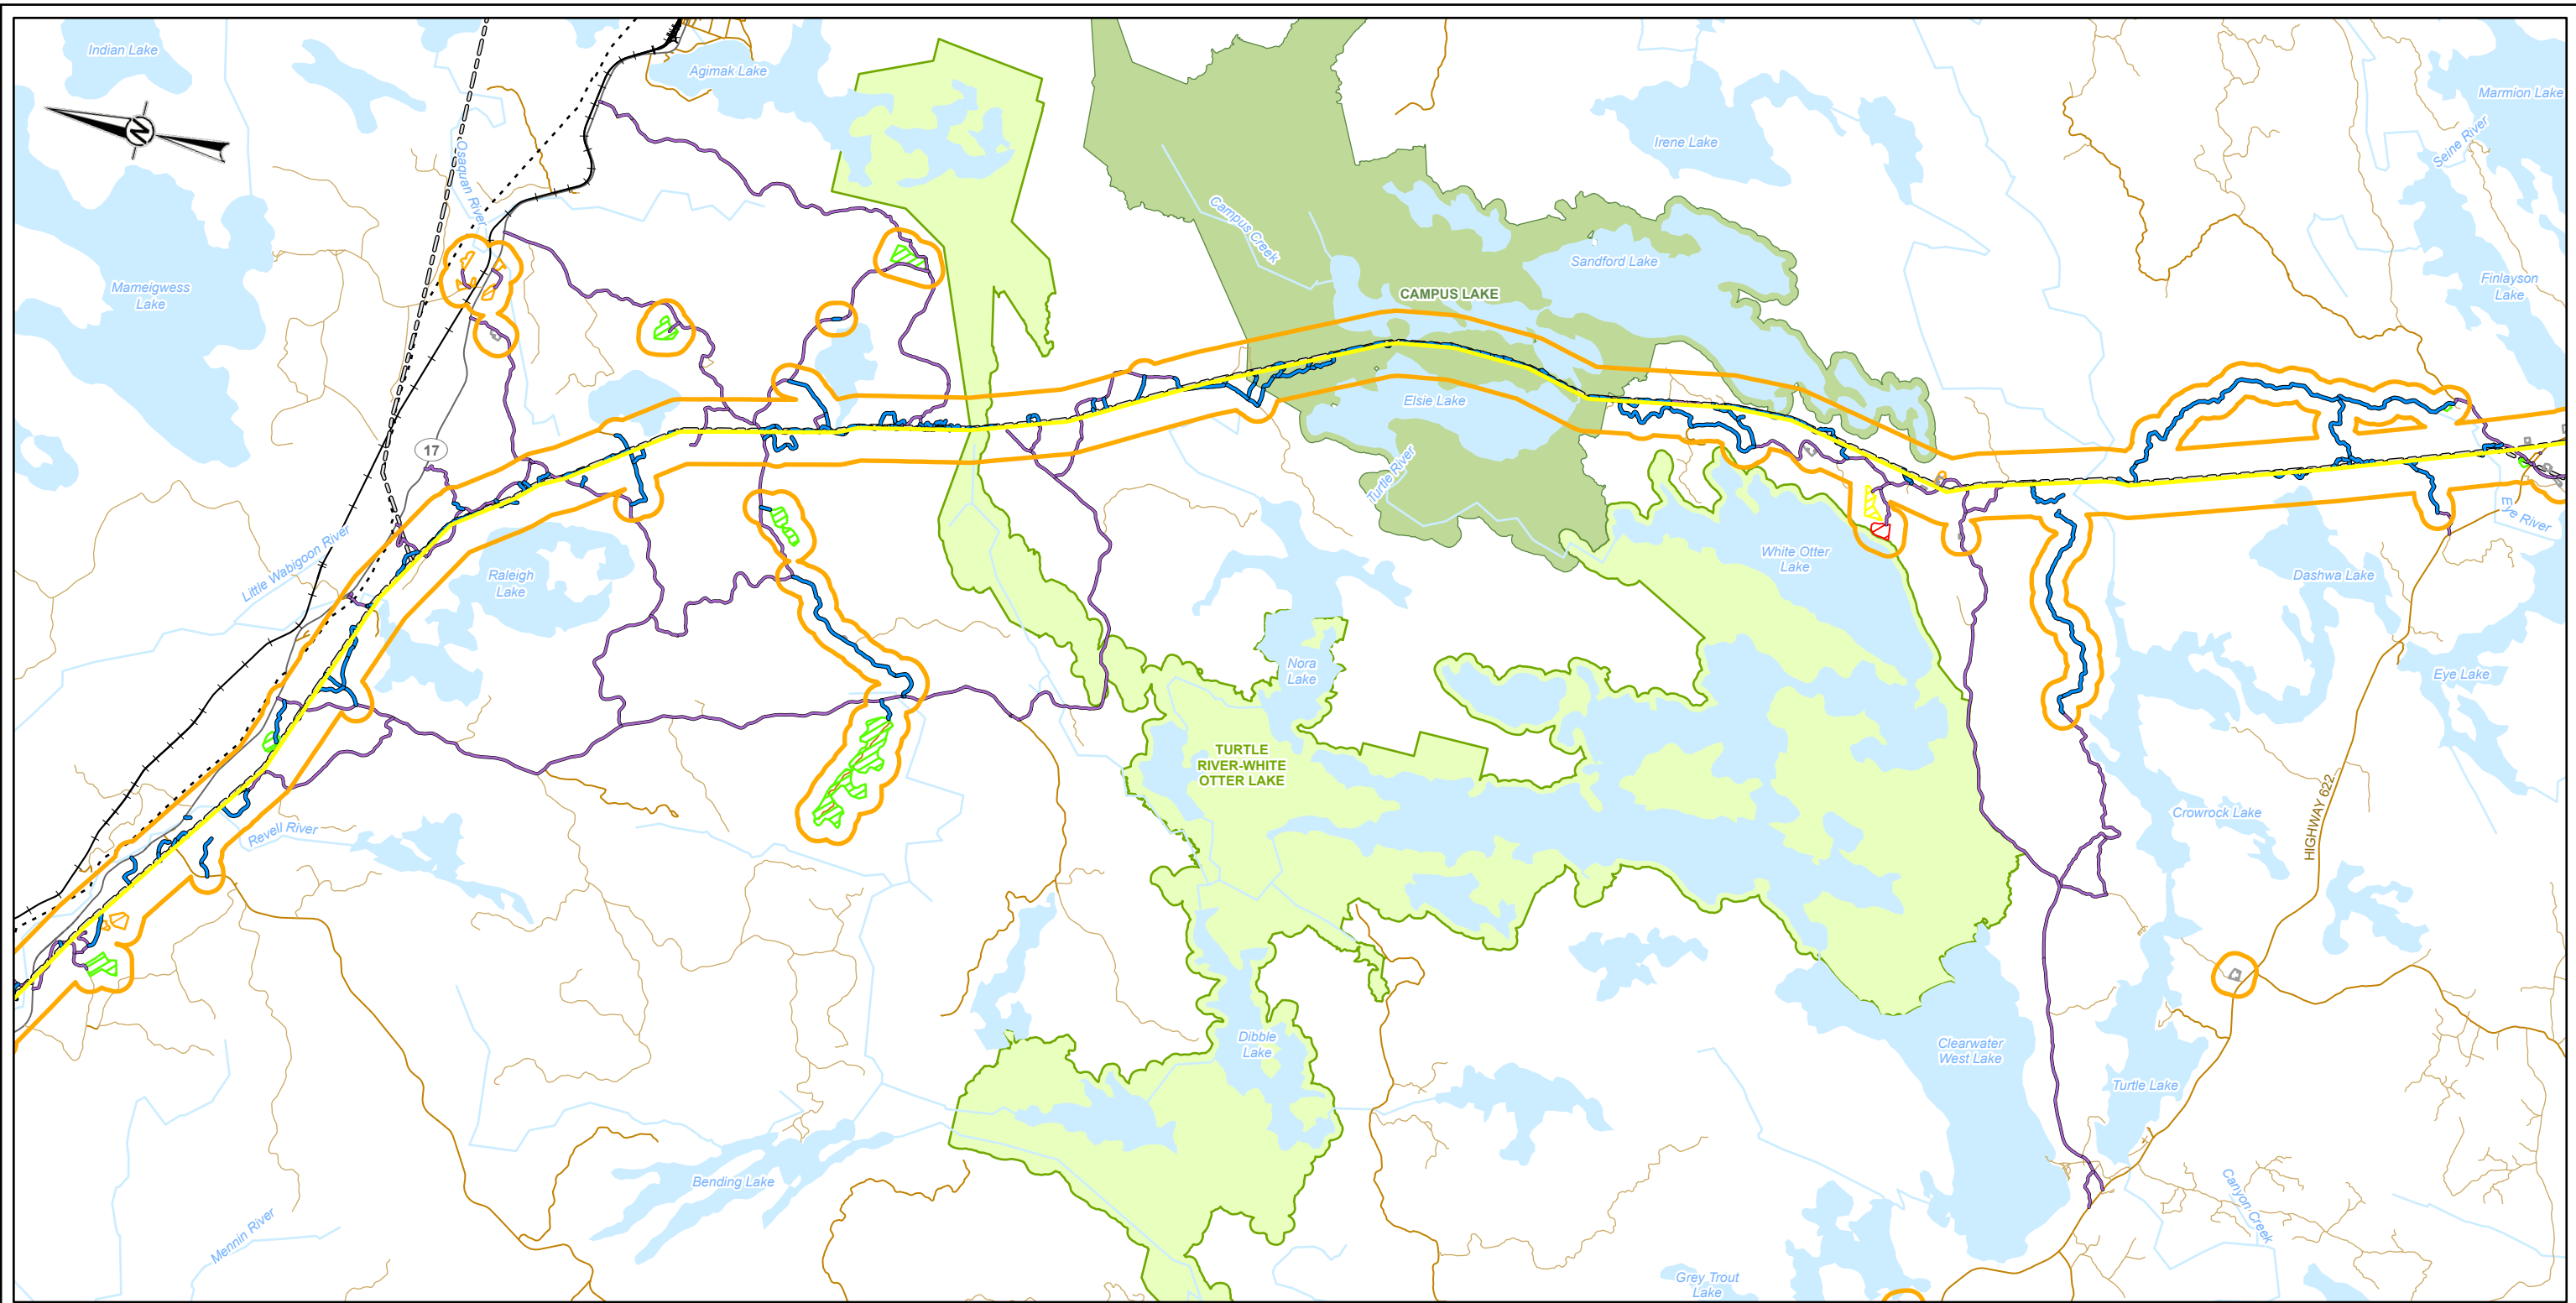 Indian Lake
Agimak Lake
Marmion Lake
N
Osaquan River
Irene Lake
Seine River
Campus Creek
Sandford Lake
Mameigwess
Lake
CAMPUS LAKE
Finlayson
Lake
Elsie Lake
17
Turtle River
Eye River
Little Wabigoon River
Raleigh
Lake
White Otter
Lake
Dashwa Lake
Nora
Lake
Eye Lake
TURTLE
RIVER-WHITE
OTTER LAKE
HIGHWAY 622
Crowrock Lake
Revell River
Dibble
Lake
Clearwater
West Lake
Turtle Lake
Bending Lake
Mennin River
Canyon Creek
Grey Trout
Lake